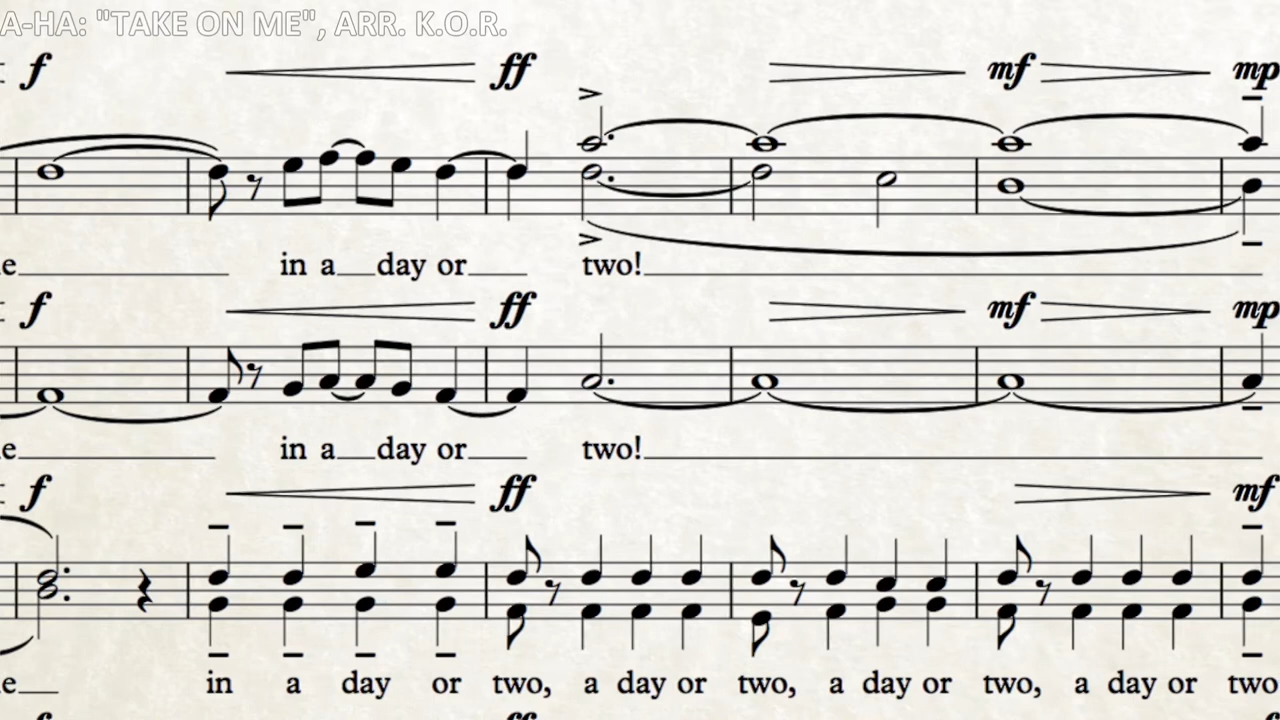 A-HA: "TAKE ON ME", ARR. K.O.R.
f ff mf mp
e in a day or two!
f ff mf mp
e in a day or two!
f ff mf
e in a day or two, a day or two, a day or two, a day or two